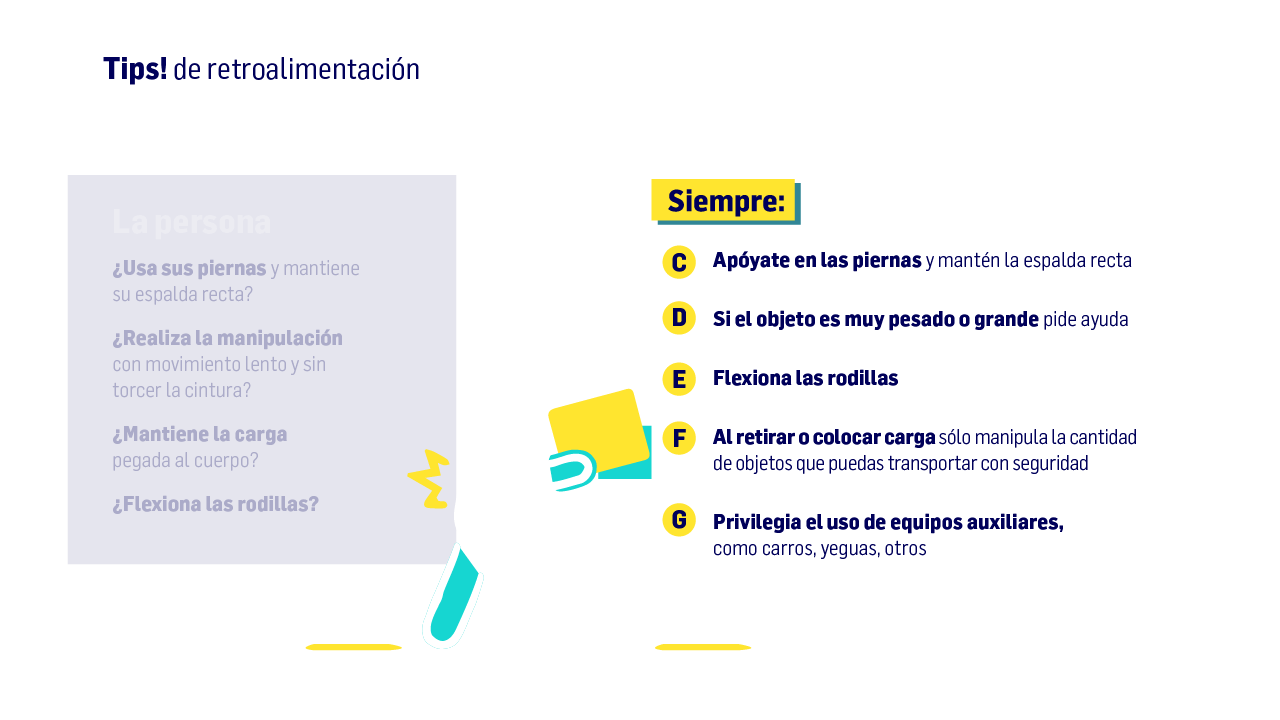 Tips! de retroalimentación
La persona
¿Usa sus piernas y mantiene
su espalda recta?
¿Realiza la manipulación
con movimiento lento y sin
torcer la cintura?
¿Mantiene la carga
pegada al cuerpo?
¿Flexiona las rodillas?
Siempre:
C Apóyate en las piernas y mantén la espalda recta
D Si el objeto es muy pesado o grande pide ayuda
E Flexiona las rodillas
F Al retirar o colocar carga sólo manipula la cantidad
de objetos que puedas transportar con seguridad
G Privilegia el uso de equipos auxiliares,
como carros, yeguas, otros